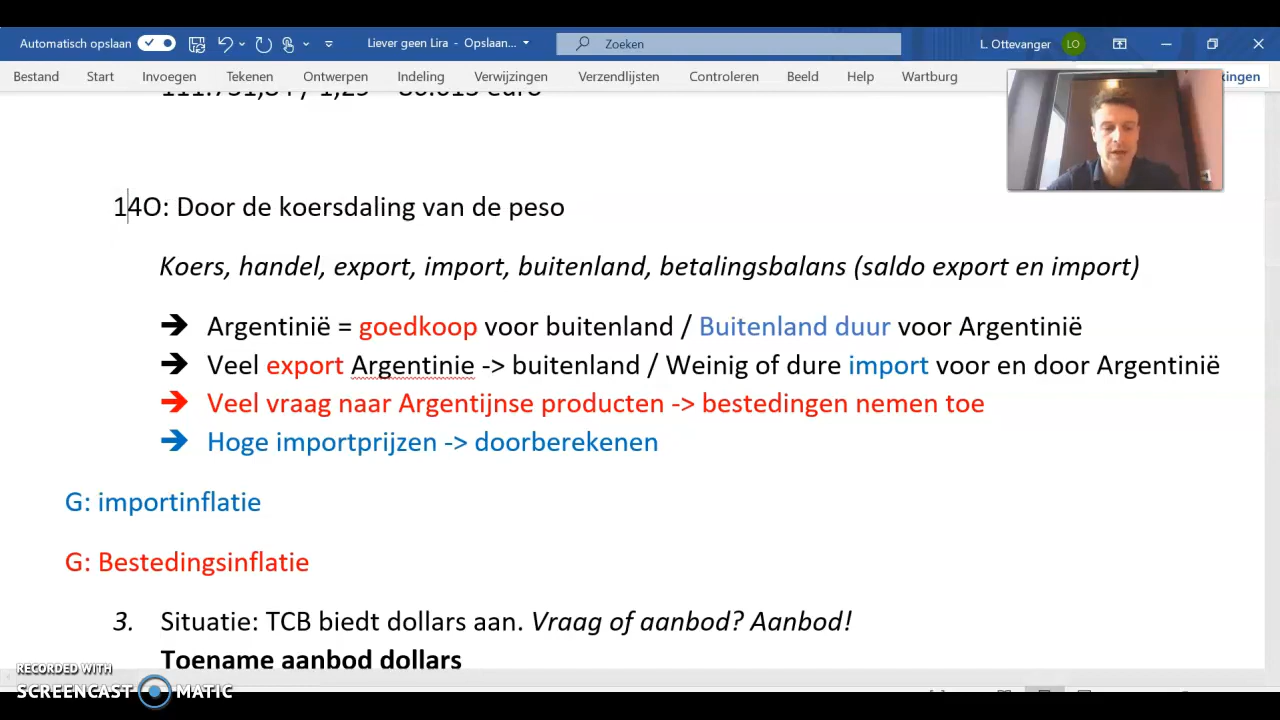 Automatisch opslaan
Liever geen Lira - Opslaan...
Zoeken
L. Ottevanger LO
Bestand Start Invoegen Tekenen Ontwerpen Indeling Verwijzingen Verzendlijsten Controleren Beeld Help Wartburg kingen
14O: Door de koersdaling van de peso
Koers, handel, export, import, buitenland, betalingsbalans (saldo export en import)
➔ Argentinië = goedkoop voor buitenland / Buitenland duur voor Argentinië
➔ Veel export Argentinie -> buitenland / Weinig of dure import voor en door Argentinië
➔ Veel vraag naar Argentijnse producten -> bestedingen nemen toe
➔ Hoge importprijzen -> doorberekenen
G: importinflatie
G: Bestedingsinflatie
3. Situatie: TCB biedt dollars aan. Vraag of aanbod? Aanbod!
Toename aanbod dollars
RECORDED WITH
SCREENCAST MATIC